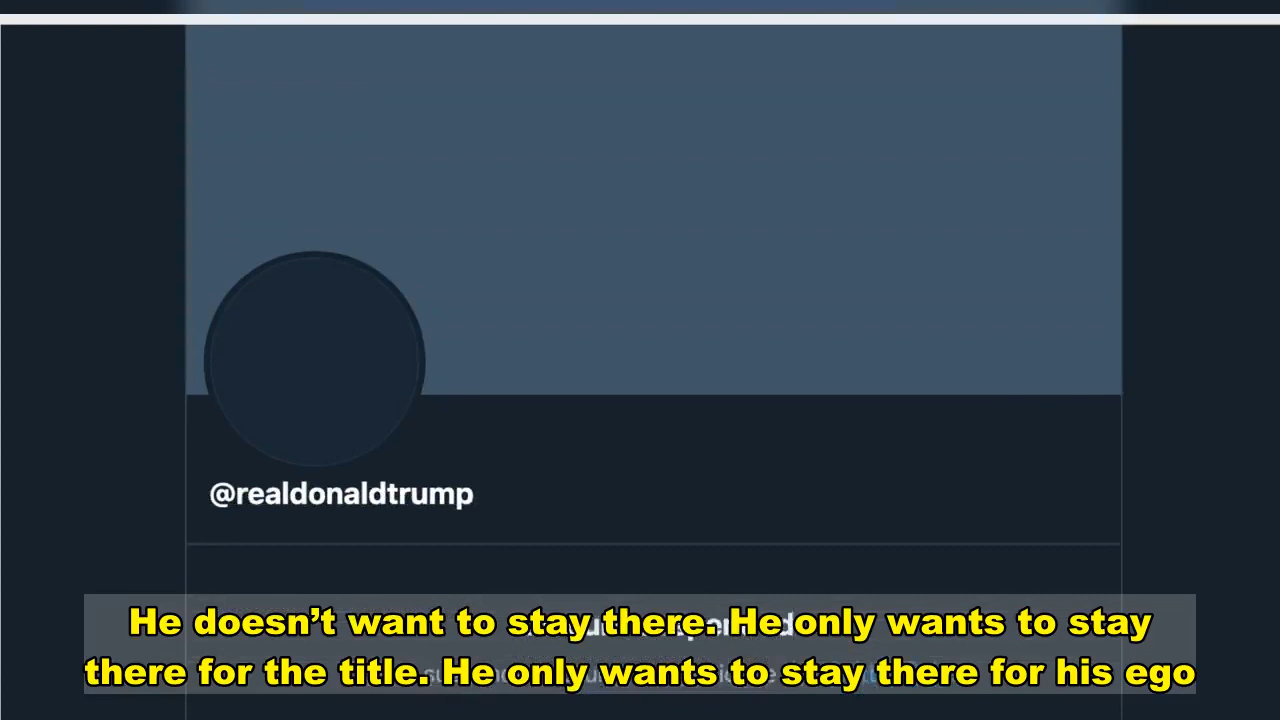 @realdonaldtrump
He doesn’t want to stay there. He only wants to stay
there for the title. He only wants to stay there for his ego